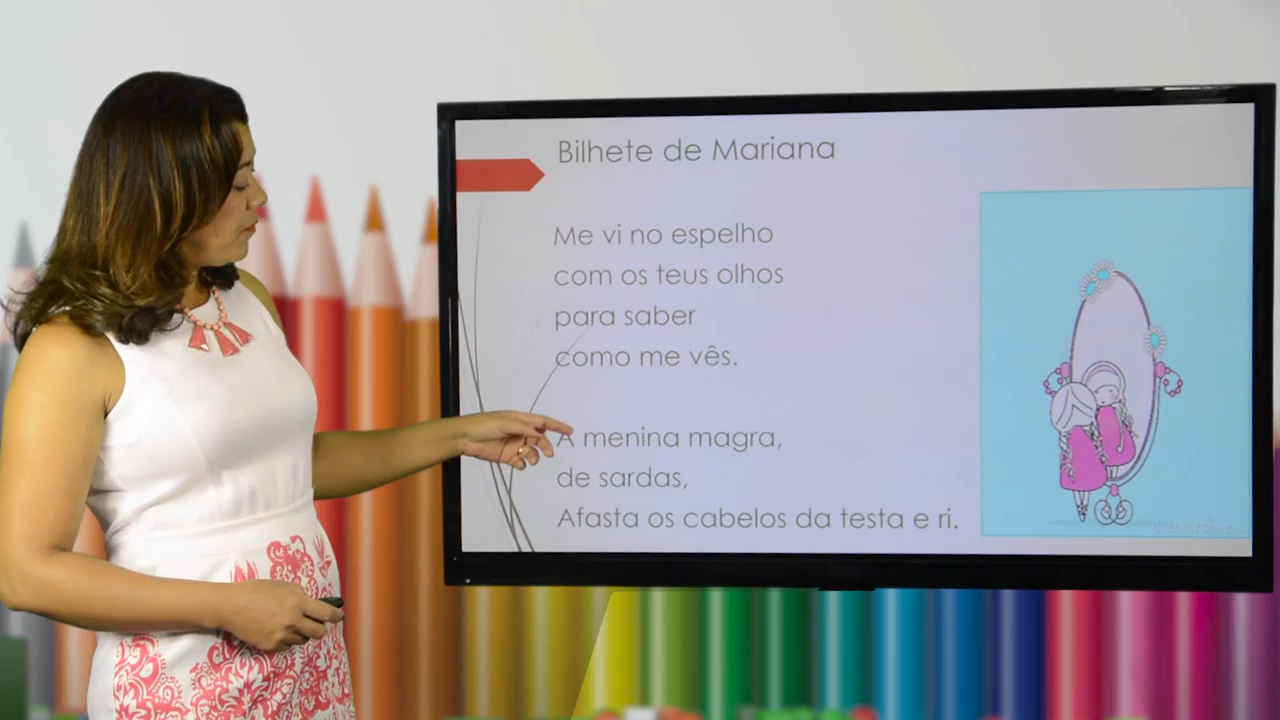 Bilhete de Mariana
Me vi no espelho
com os teus olhos
para saber
como me vês.
A menina magra,
de sardas,
Afasta os cabelos da testa e ri.